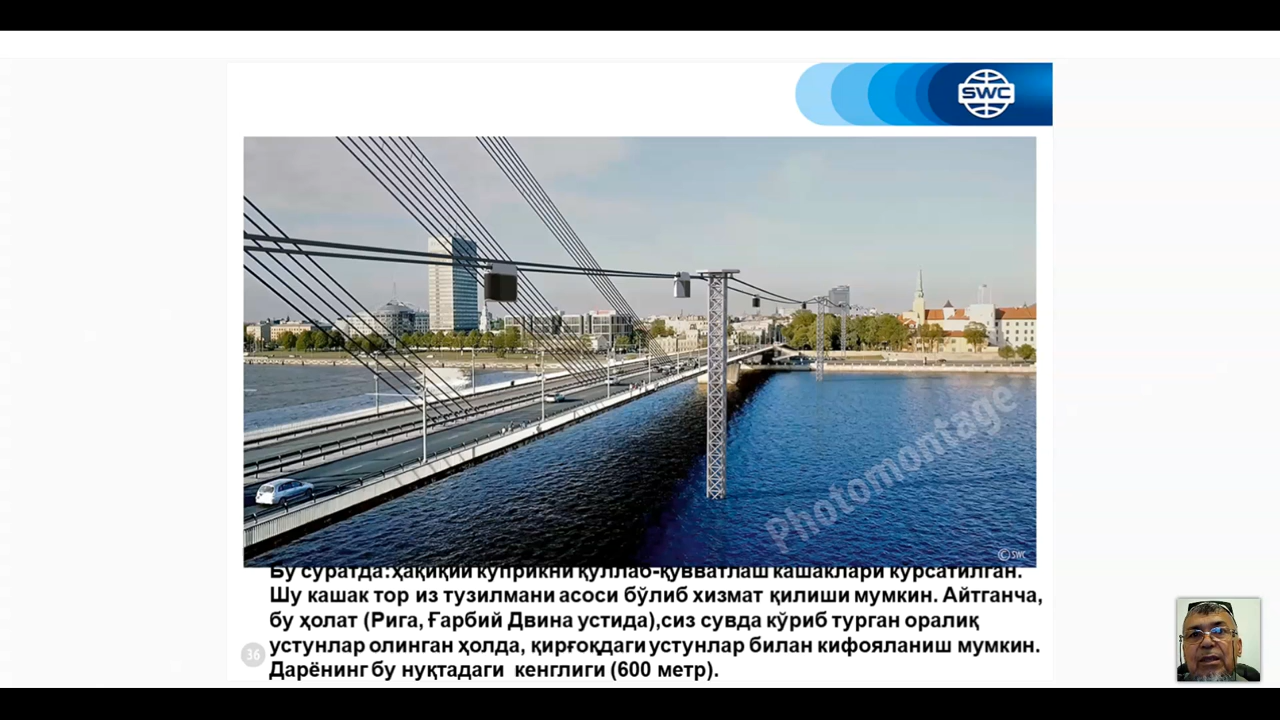 SWC
Photomontage
© SWC
Бу суратда:ҳақиқий кўприкни қўллаб-қувватлаш кашаклари кўрсатилган.
Шу кашак тор из тузилмани асоси бўлиб хизмат қилиши мумкин. Айтганча,
бу ҳолат (Рига, Ғарбий Двина устида),сиз сувда кўриб турган оралиқ
устунлар олинган ҳолда, қирғоқдаги устунлар билан кифояланиш мумкин.
36
Дарёнинг бу нуқтадаги кенглиги (600 метр).